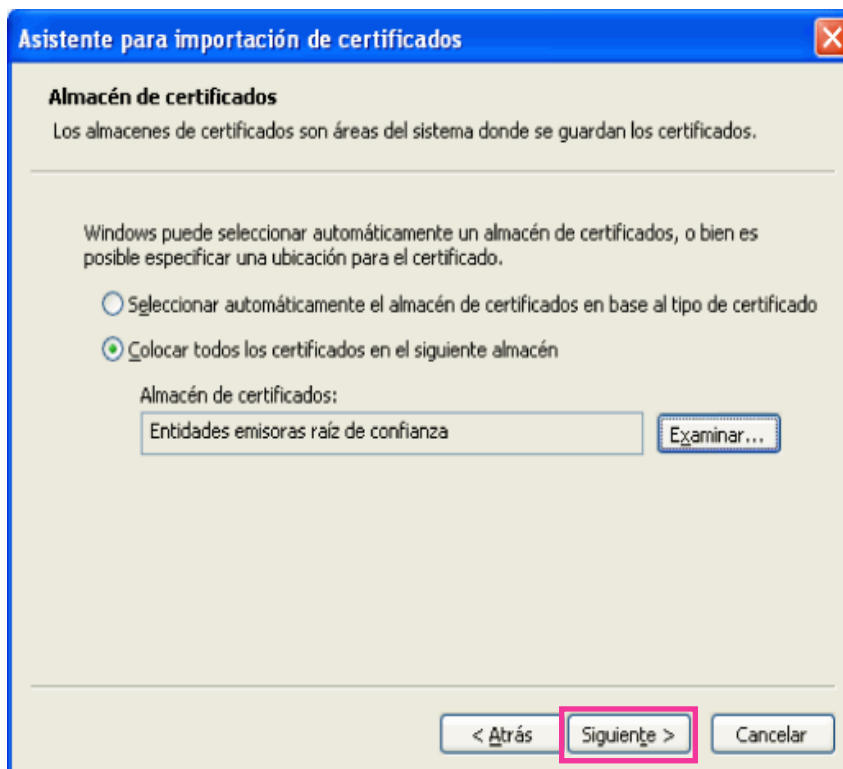 Asistente para importación de certificados
Almacén de certificados
Los almacenes de certificados son áreas del sistema donde se guardan los certificados.
Windows puede seleccionar automáticamente un almacén de certificados, o bien es
posible especificar una ubicación para el certificado.
Seleccionar automáticamente el almacén de certificados en base al tipo de certificado
Colocar todos los certificados en el siguiente almacén
Almacén de certificados:
Entidades emisoras raíz de confianza
Examinar...
< Atrás
Siguiente >
Cancelar